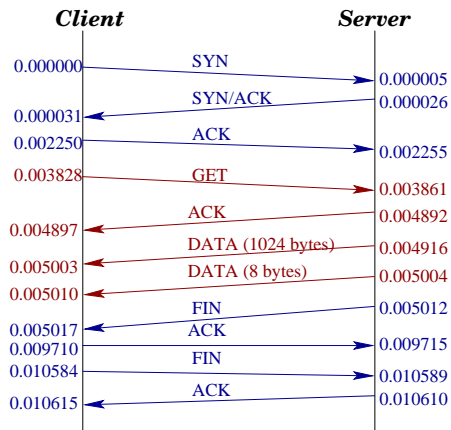 Client Server
0.000000 SYN 0.000005
SYN/ACK 0.000026
0.000031
0.002250 ACK 0.002255
0.003828 GET 0.003861
ACK 0.004892
0.004897
DATA (1024 bytes) 0.004916
0.005003
DATA (8 bytes) 0.005004
0.005010
FIN 0.005012
0.005017
ACK
0.009710 0.009715
FIN
0.010584 0.010589
ACK 0.010610
0.010615